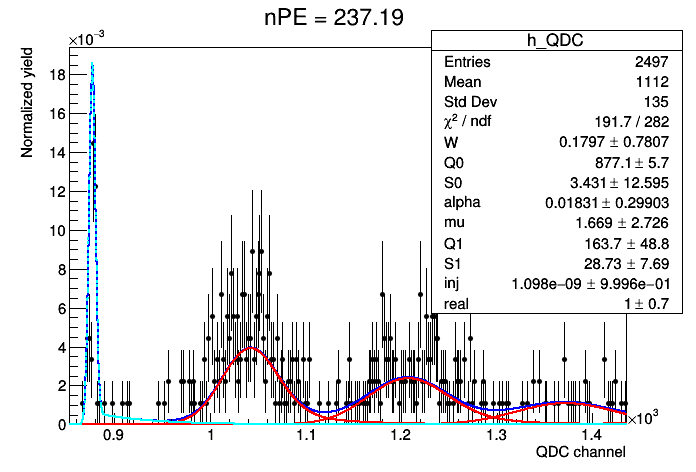 nPE = 237.19
×10⁻³
Normalized yield
18
16
14
12
10
8
6
4
2
0
0.9
1
1.1
1.2
1.3
1.4
×10³
QDC channel
h_QDC
Entries 2497
Mean 1112
Std Dev 135
χ² / ndf 191.7 / 282
W 0.1797 ± 0.7807
Q0 877.1 ± 5.7
S0 3.431 ± 12.595
alpha 0.01831 ± 0.29903
mu 1.669 ± 2.726
Q1 163.7 ± 48.8
S1 28.73 ± 7.69
inj 1.098e−09 ± 9.996e−01
real 1 ± 0.7